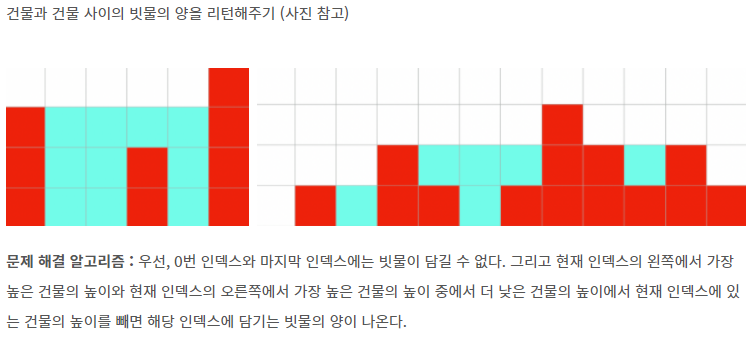 건물과 건물 사이의 빗물의 양을 리턴해주기 (사진 참고)
문제 해결 알고리즘 : 우선, 0번 인덱스와 마지막 인덱스에는 빗물이 담길 수 없다. 그리고 현재 인덱스의 왼쪽에서 가장
높은 건물의 높이와 현재 인덱스의 오른쪽에서 가장 높은 건물의 높이 중에서 더 낮은 건물의 높이에서 현재 인덱스에 있
는 건물의 높이를 빼면 해당 인덱스에 담기는 빗물의 양이 나온다.